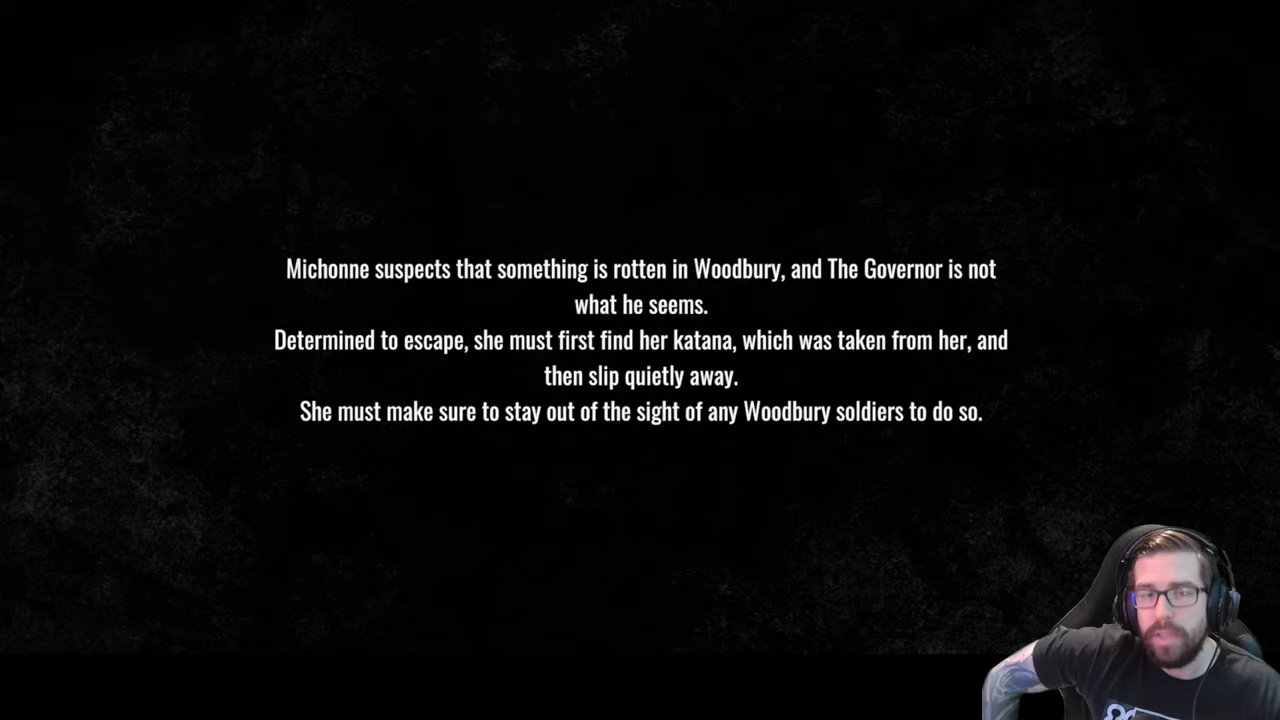 Michonne suspects that something is rotten in Woodbury, and The Governor is not
what he seems.
Determined to escape, she must first find her katana, which was taken from her, and
then slip quietly away.
She must make sure to stay out of the sight of any Woodbury soldiers to do so.